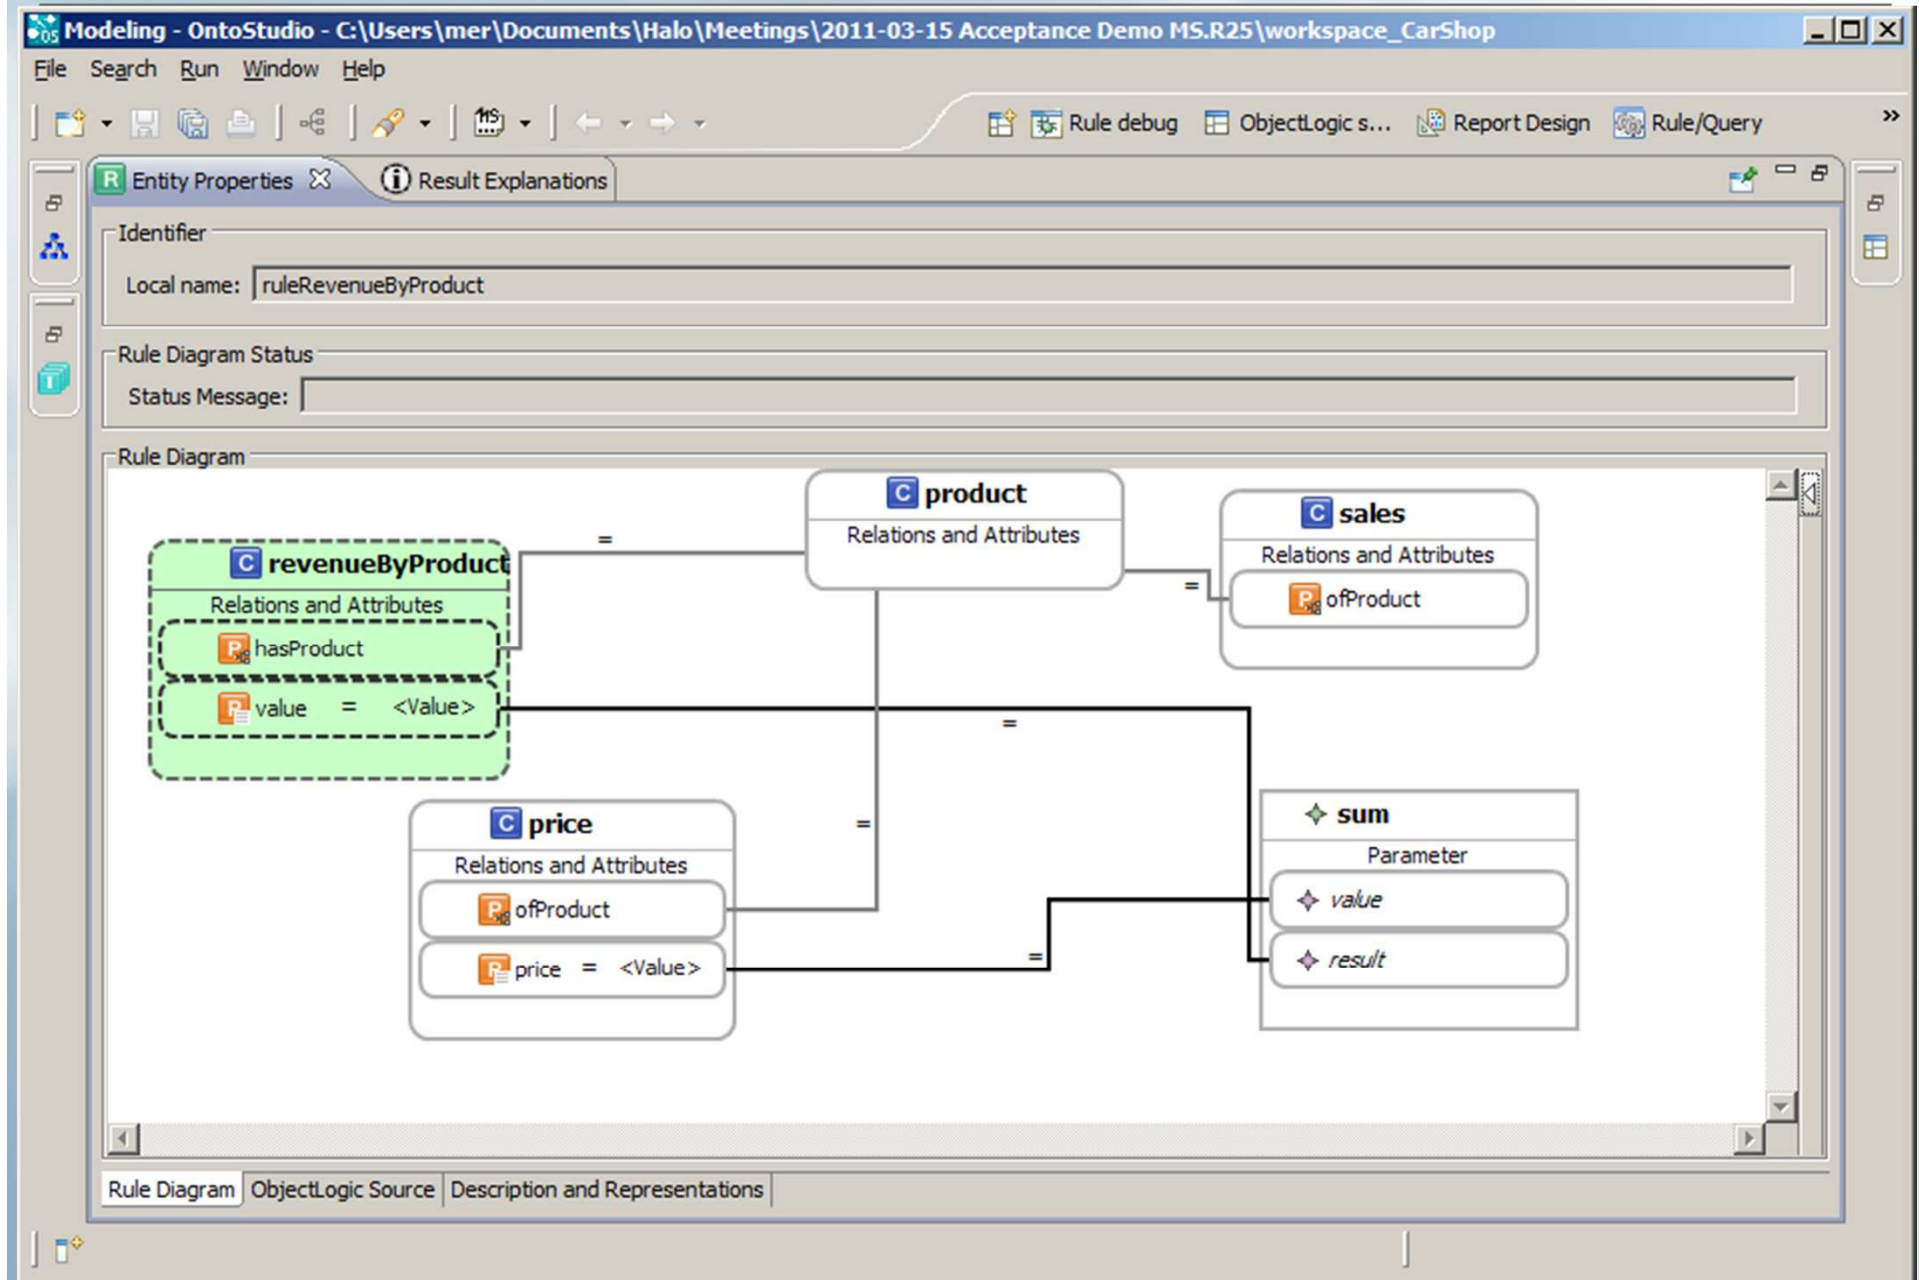 Modeling - OntoStudio - C:\Users\mer\Documents\Halo\Meetings\2011-03-15 Acceptance Demo MS.R25\workspace_CarShop
File Search Run Window Help
Rule debug ObjectLogic s... Report Design Rule/Query »
Entity Properties Result Explanations
Identifier
Local name: ruleRevenueByProduct
Rule Diagram Status
Status Message:
Rule Diagram
C product
Relations and Attributes
C sales
Relations and Attributes
P ofProduct
C revenueByProduct
Relations and Attributes
P hasProduct
P value = <Value>
=
=
=
=
=
C price
Relations and Attributes
P ofProduct
P price = <Value>
sum
Parameter
value
result
Rule Diagram ObjectLogic Source Description and Representations